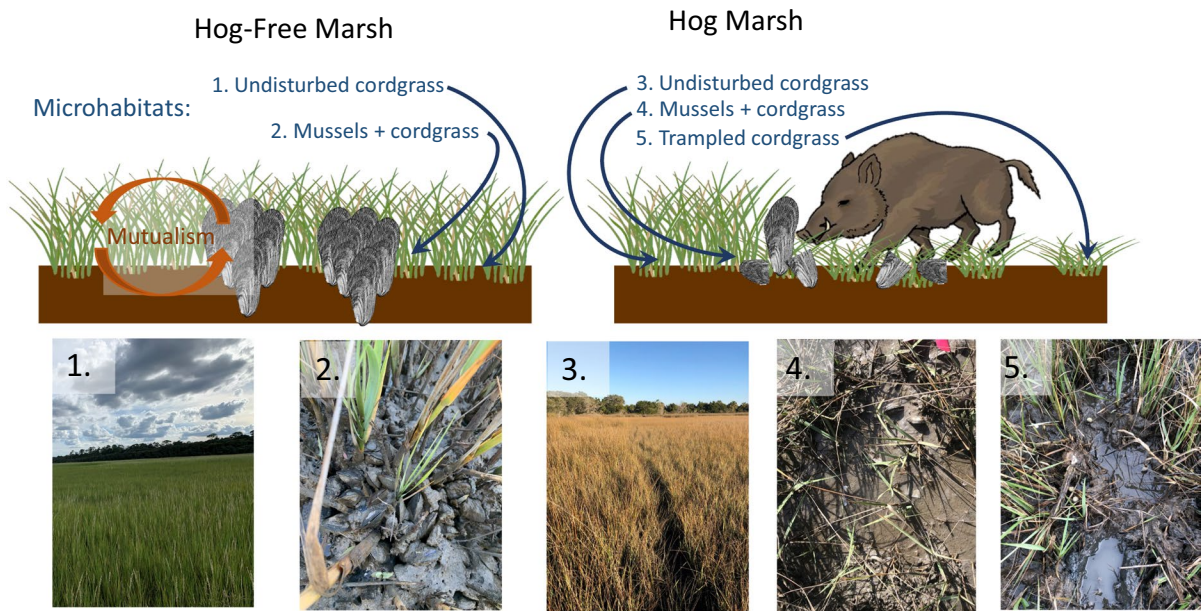 Hog-Free Marsh
Hog Marsh
Microhabitats:
1. Undisturbed cordgrass
2. Mussels + cordgrass
3. Undisturbed cordgrass
4. Mussels + cordgrass
5. Trampled cordgrass
Mutualism
1.
2.
3.
4.
5.